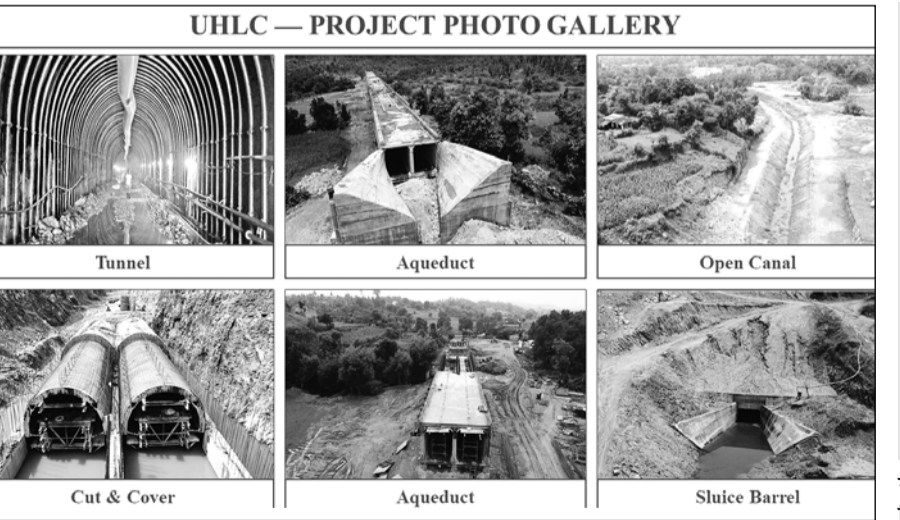 UHLC — PROJECT PHOTO GALLERY
Tunnel
Aqueduct
Open Canal
Cut & Cover
Aqueduct
Sluice Barrel